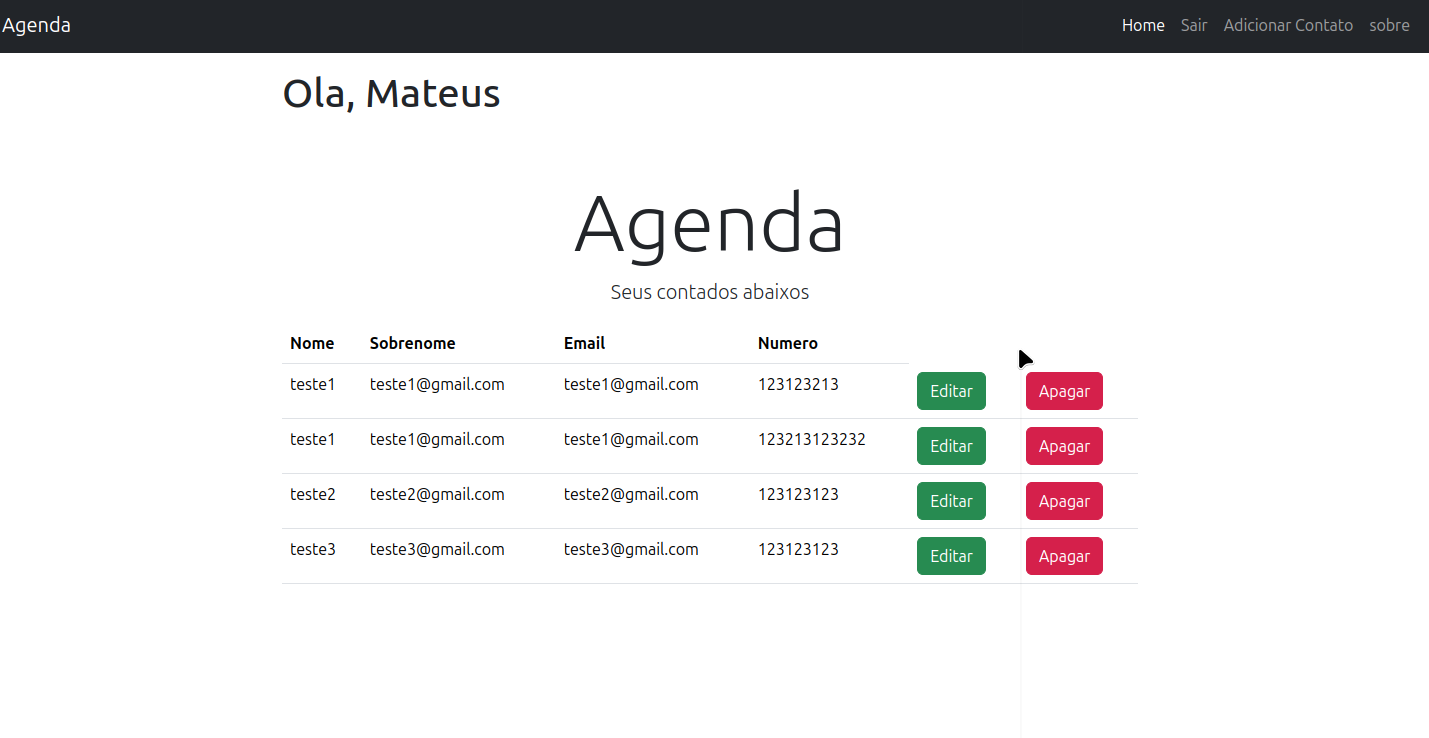 Agenda Home Sair Adicionar Contato sobre
Ola, Mateus
Agenda
Seus contados abaixos
Nome Sobrenome Email Numero
teste1 teste1@gmail.com teste1@gmail.com 123123213 Editar Apagar
teste1 teste1@gmail.com teste1@gmail.com 123213123232 Editar Apagar
teste2 teste2@gmail.com teste2@gmail.com 123123123 Editar Apagar
teste3 teste3@gmail.com teste3@gmail.com 123123123 Editar Apagar